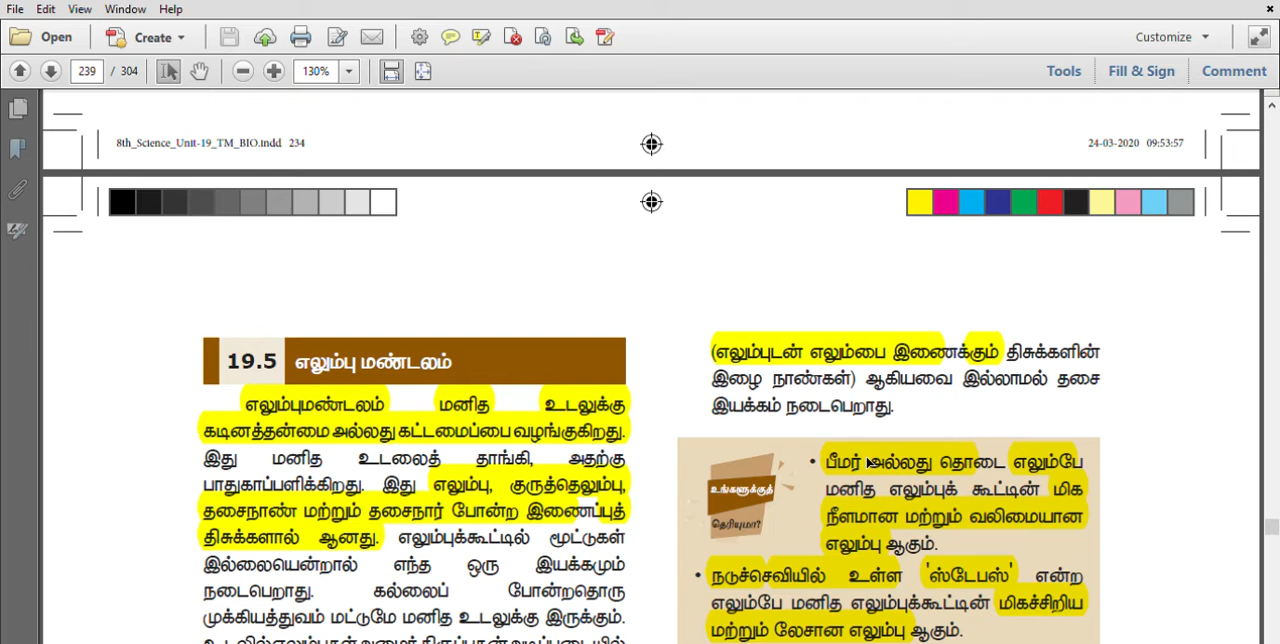 File Edit View Window Help
Open Create Customize
239 / 304 130% Tools Fill & Sign Comment
8th_Science_Unit-19_TM_BIO.indd 234 24-03-2020 09:53:57
19.5 எலும்பு மண்டலம்
எலும்புமண்டலம் மனித உடலுக்கு
கடினத்தன்மை அல்லது கட்டமைப்பை வழங்குகிறது.
இது மனித உடலைத் தாங்கி, அதற்கு
பாதுகாப்பளிக்கிறது. இது எலும்பு, குருத்தெலும்பு,
தசைநாண் மற்றும் தசைநார் போன்ற இணைப்புத்
திசுக்களால் ஆனது. எலும்புக்கூட்டில் மூட்டுகள்
இல்லையென்றால் எந்த ஒரு இயக்கமும்
நடைபெறாது. கல்லைப் போன்றதொரு
முக்கியத்துவம் மட்டுமே மனித உடலுக்கு இருக்கும்.
(எலும்புடன் எலும்பை இணைக்கும் திசுக்களின்
இழை நாண்கள்) ஆகியவை இல்லாமல் தசை
இயக்கம் நடைபெறாது.
உங்களுக்குத்
தெரியுமா?
• பீமர் அல்லது தொடை எலும்பே
மனித எலும்புக் கூட்டின் மிக
நீளமான மற்றும் வலிமையான
எலும்பு ஆகும்.
• நடுச்செவியில் உள்ள 'ஸ்டேபஸ்' என்ற
எலும்பே மனித எலும்புக்கூட்டின் மிகச்சிறிய
மற்றும் லேசான எலும்பு ஆகும்.